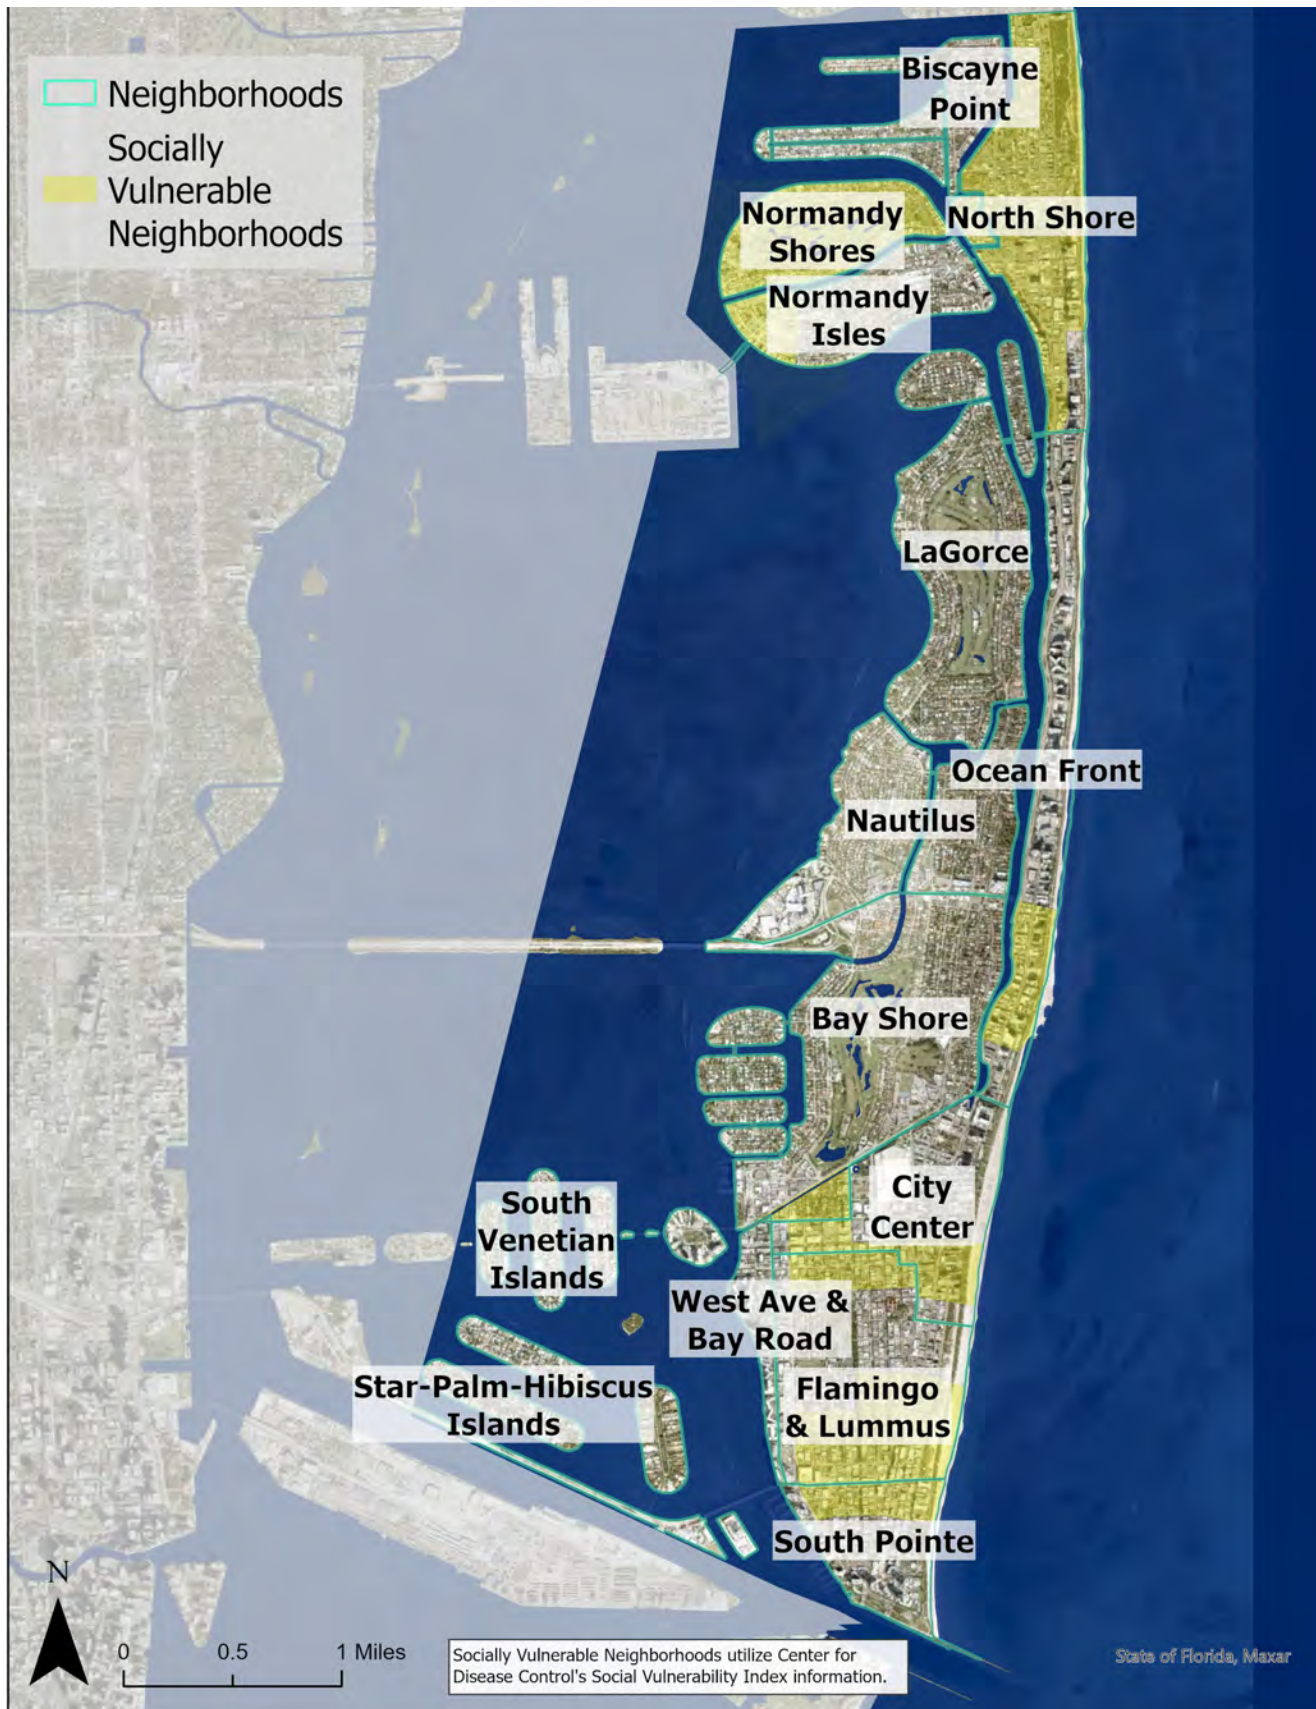 Neighborhoods
Socially
Vulnerable
Neighborhoods
Biscayne
Point
Normandy
Shores
North Shore
Normandy
Isles
LaGorce
Ocean Front
Nautilus
Bay Shore
City
Center
South
Venetian
Islands
West Ave &
Bay Road
Star-Palm-Hibiscus
Islands
Flamingo
& Lummus
South Pointe
N
0 0.5 1 Miles
Socially Vulnerable Neighborhoods utilize Center for
Disease Control's Social Vulnerability Index information.
State of Florida, Maxar